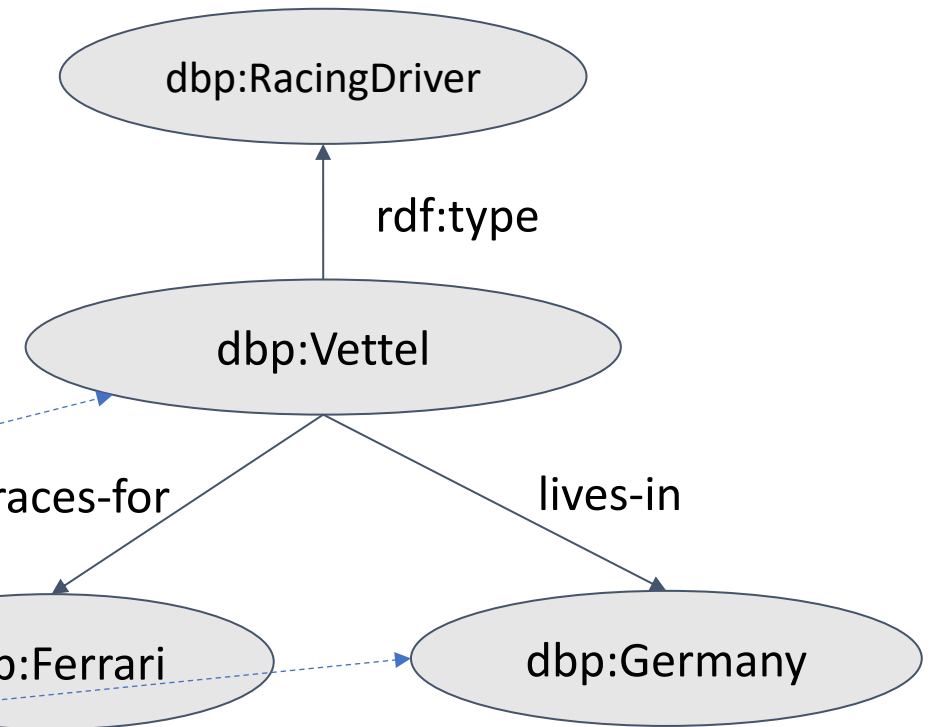 dbp:RacingDriver
rdf:type
dbp:Vettel
races-for
lives-in
p:Ferrari
dbp:Germany